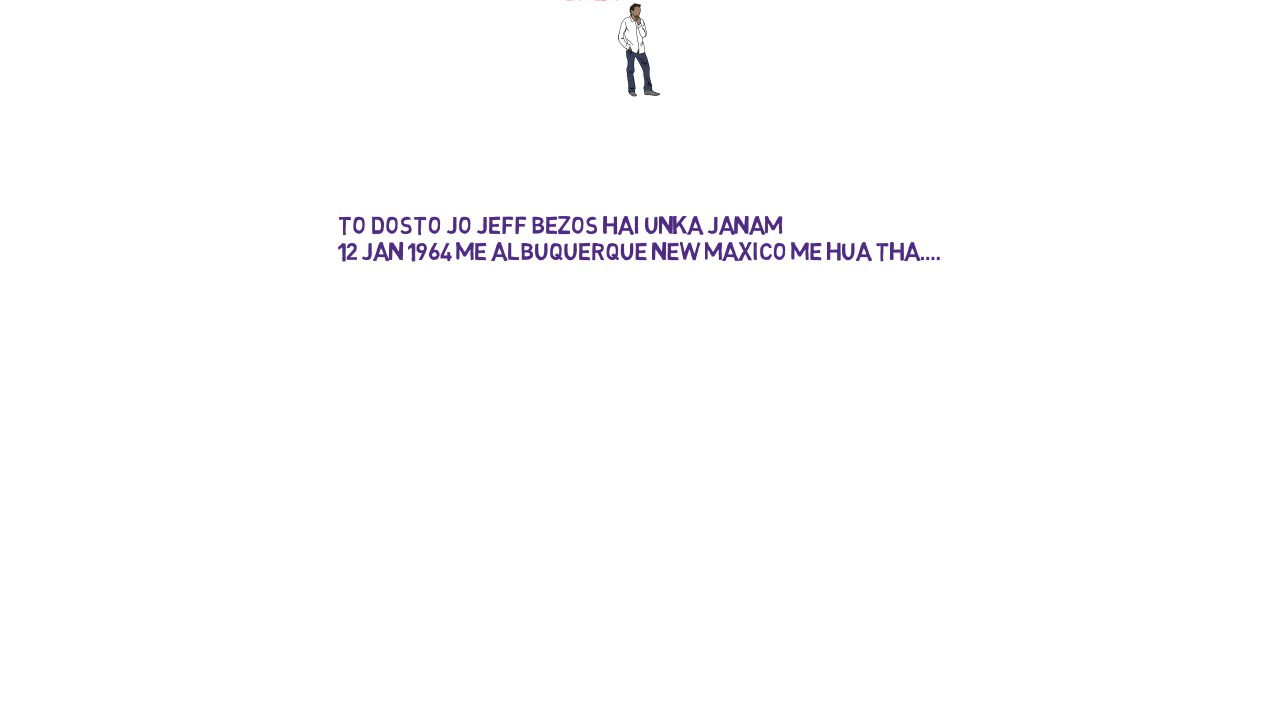 TO DOSTO JO JEFF BEZOS HAI UNKA JANAM
12 JAN 1964 ME ALBUQUERQUE NEW MAXICO ME HUA THA....